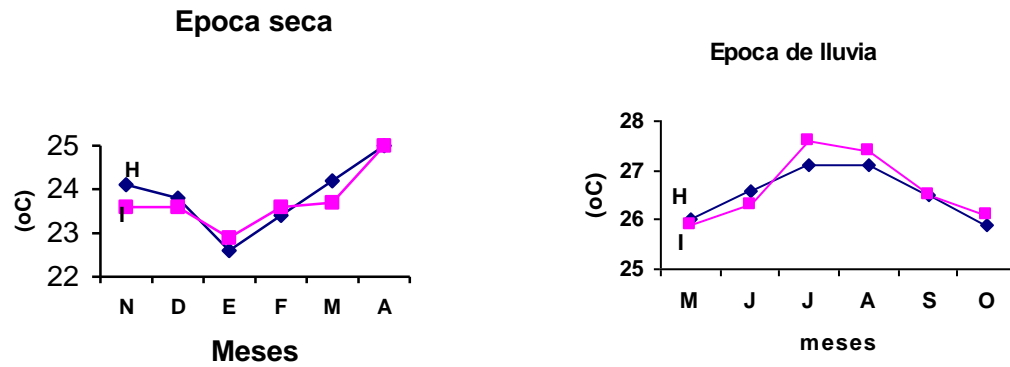 Epoca seca
25
24
23
22
(oC)
H
I
N D E F M A
Meses
Epoca de lluvia
28
27
26
25
(oC)
H
I
M J J A S O
meses